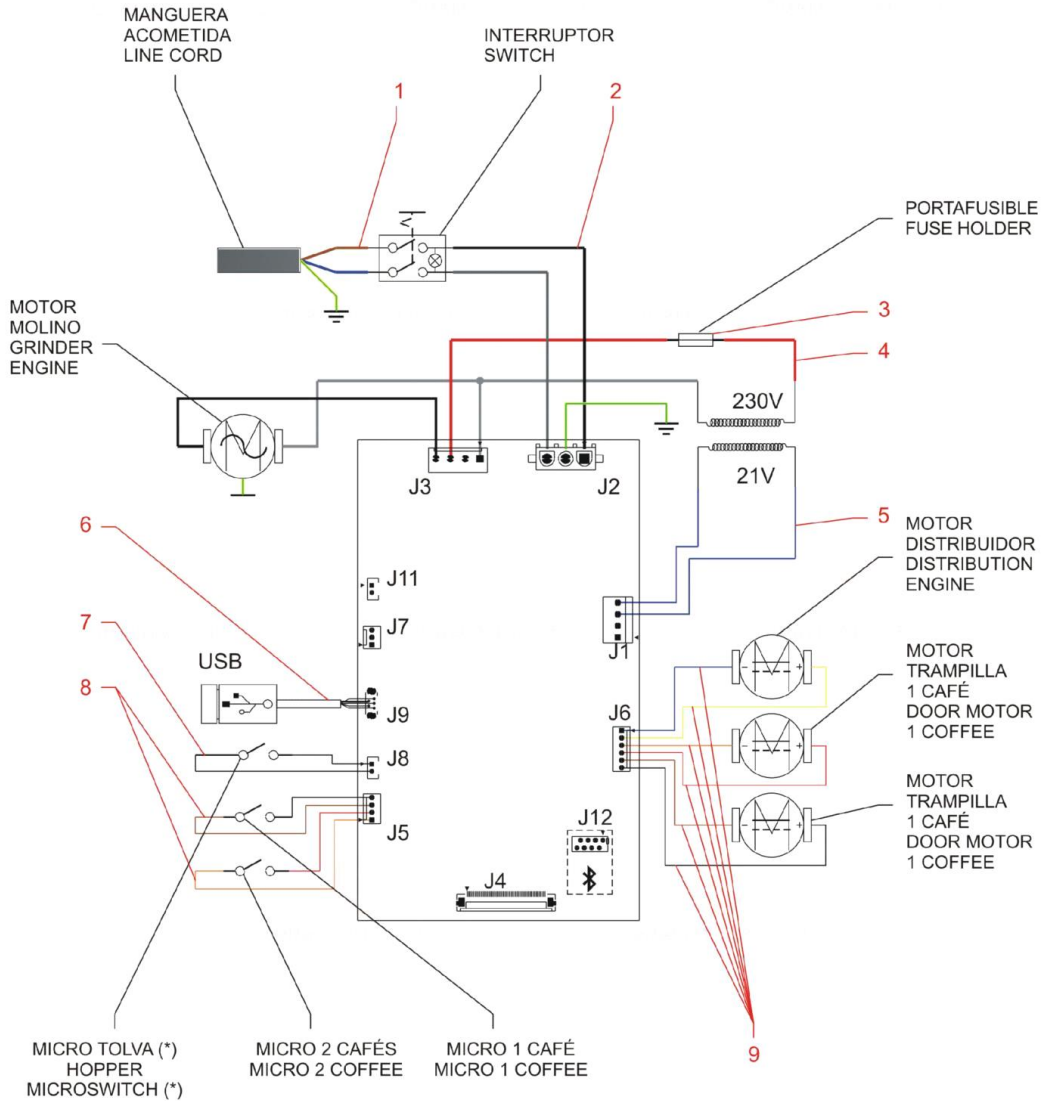 MANGUERA
ACOMETIDA
LINE CORD
INTERRUPTOR
SWITCH
1
2
PORTAFUSIBLE
FUSE HOLDER
3
4
MOTOR
MOLINO
GRINDER
ENGINE
230V
21V
J3
J2
5
MOTOR
DISTRIBUIDOR
DISTRIBUTION
ENGINE
6
J11
7
J7
J1
USB
8
MOTOR
TRAMPILLA
1 CAFÉ
DOOR MOTOR
1 COFFEE
J9
J6
J8
J5
MOTOR
TRAMPILLA
1 CAFÉ
DOOR MOTOR
1 COFFEE
J12
J4
9
MICRO TOLVA (*)
HOPPER
MICROSWITCH (*)
MICRO 2 CAFÉS
MICRO 2 COFFEE
MICRO 1 CAFÉ
MICRO 1 COFFEE